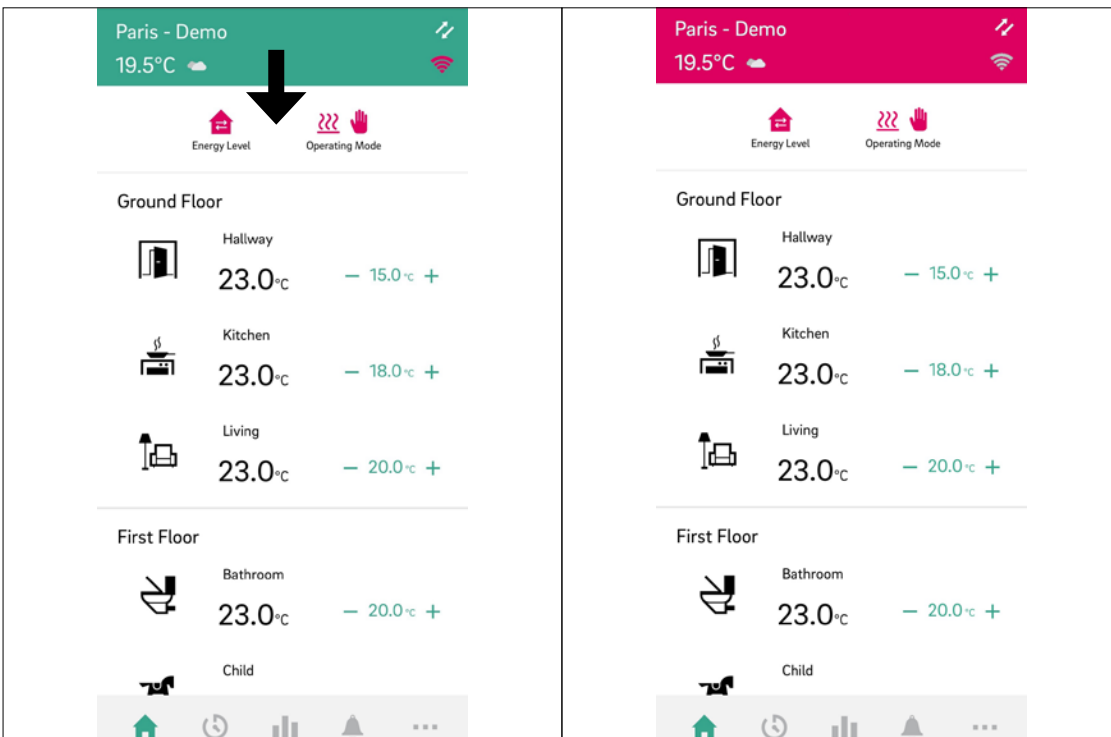 Paris - Demo
19.5°C
Energy Level
Operating Mode
Ground Floor
Hallway
23.0°C
— 15.0°C +
Kitchen
23.0°C
— 18.0°C +
Living
23.0°C
— 20.0°C +
First Floor
Bathroom
23.0°C
— 20.0°C +
Child
Paris - Demo
19.5°C
Energy Level
Operating Mode
Ground Floor
Hallway
23.0°C
— 15.0°C +
Kitchen
23.0°C
— 18.0°C +
Living
23.0°C
— 20.0°C +
First Floor
Bathroom
23.0°C
— 20.0°C +
Child